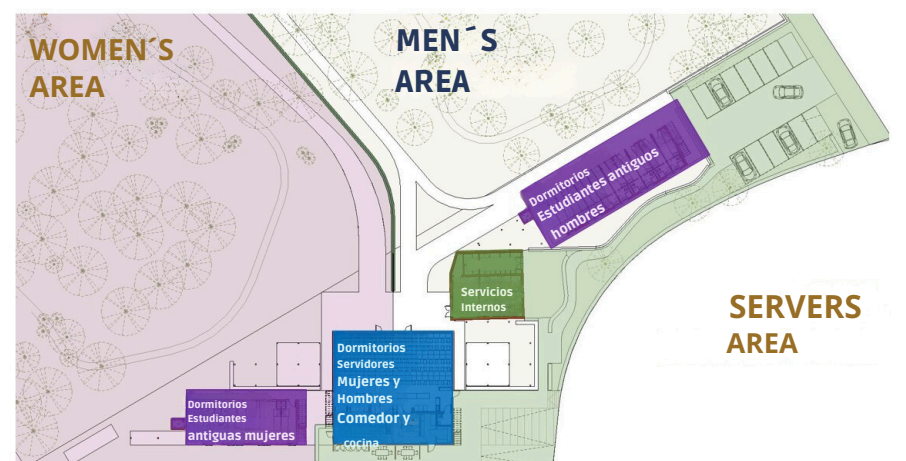 WOMEN´S
AREA
MEN´S
AREA
Dormitorios
Estudiantes antiguos
hombres
Servicios
Internos
SERVERS
AREA
Dormitorios
Servidores
Mujeres y
Hombres
Comedor y
cocina
Dormitorios
Estudiantes
antiguas mujeres